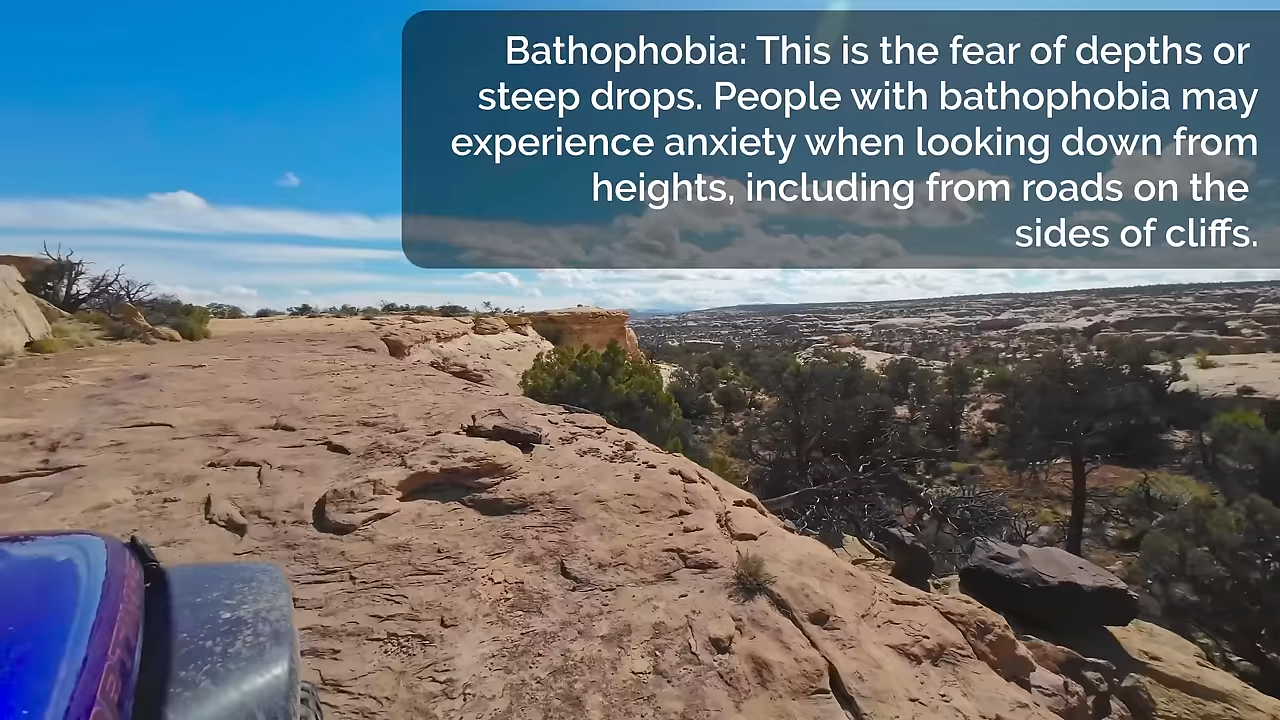 Bathophobia: This is the fear of depths or
steep drops. People with bathophobia may
experience anxiety when looking down from
heights, including from roads on the
sides of cliffs.